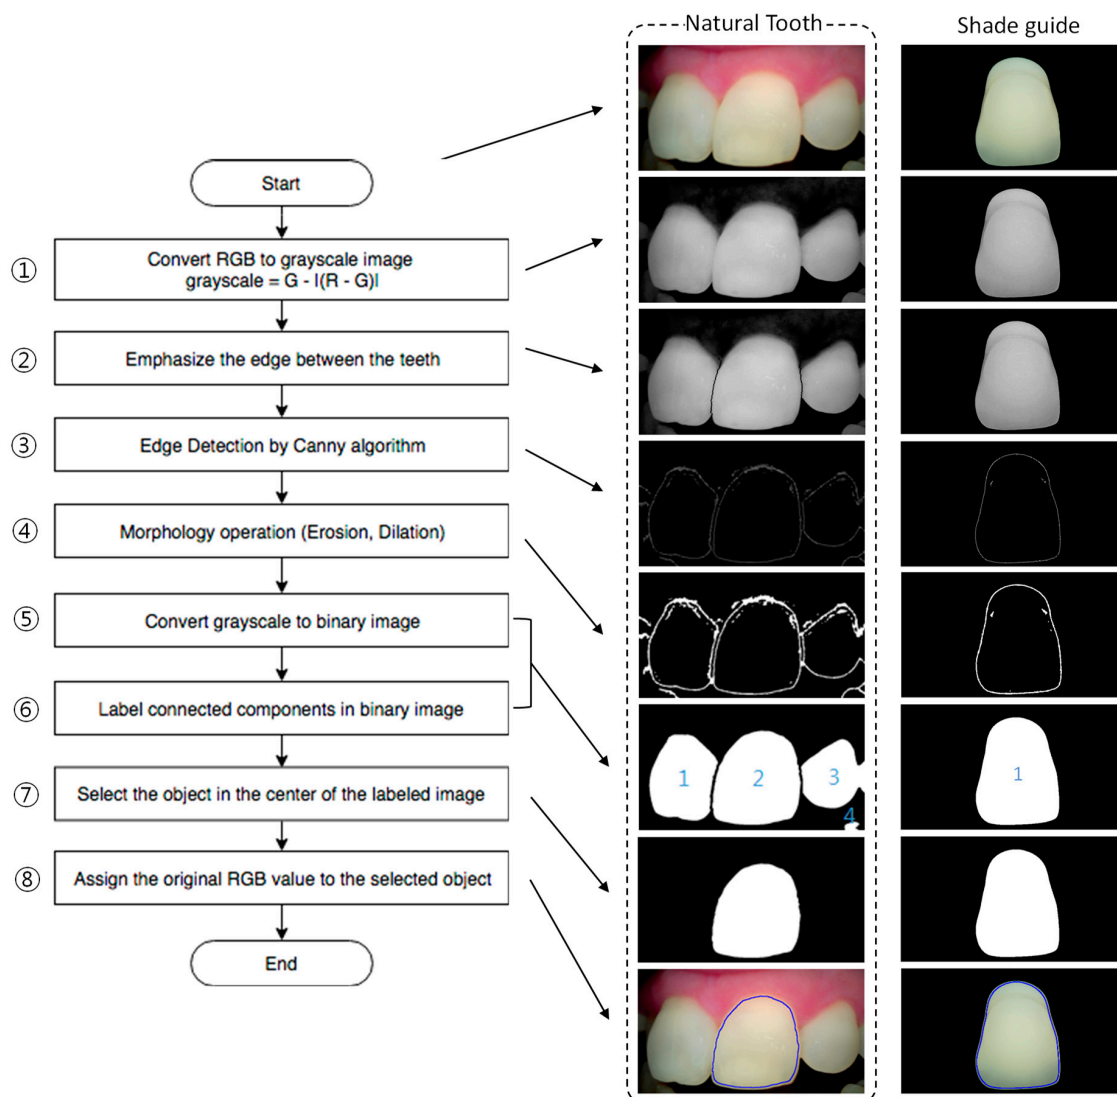 Natural Tooth
Shade guide
Start
①
Convert RGB to grayscale image
grayscale = G - |(R - G)|
②
Emphasize the edge between the teeth
③
Edge Detection by Canny algorithm
④
Morphology operation (Erosion, Dilation)
⑤
Convert grayscale to binary image
⑥
Label connected components in binary image
1
2
3
4
1
⑦
Select the object in the center of the labeled image
⑧
Assign the original RGB value to the selected object
End